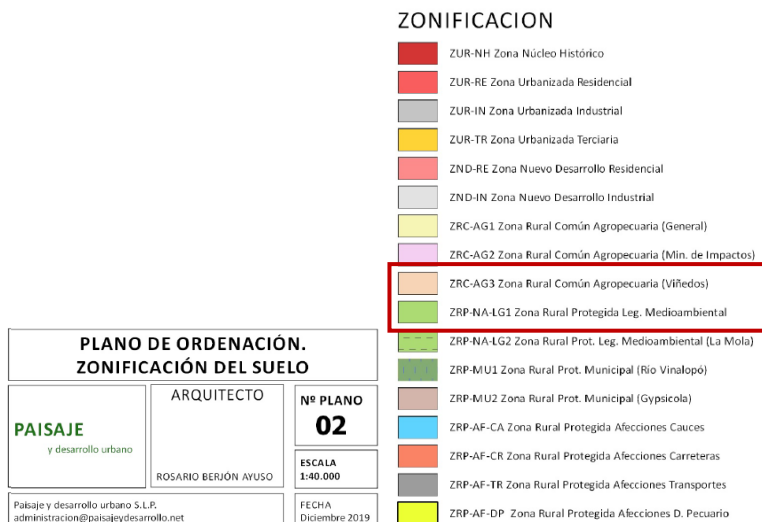 ZONIFICACION
ZUR-NH Zona Núcleo Histórico
ZUR-RE Zona Urbanizada Residencial
ZUR-IN Zona Urbanizada Industrial
ZUR-TR Zona Urbanizada Terciaria
ZND-RE Zona Nuevo Desarrollo Residencial
ZND-IN Zona Nuevo Desarrollo Industrial
ZRC-AG1 Zona Rural Común Agropecuaria (General)
ZRC-AG2 Zona Rural Común Agropecuaria (Min. de Impactos)
ZRC-AG3 Zona Rural Común Agropecuaria (Viñedos)
ZRP-NA-LG1 Zona Rural Protegida Leg. Medioambiental
ZRP-NA-LG2 Zona Rural Prot. Leg. Medioambiental (La Mola)
ZRP-MU1 Zona Rural Prot. Municipal (Río Vinalopó)
ZRP-MU2 Zona Rural Prot. Municipal (Gypsicola)
ZRP-AF-CA Zona Rural Protegida Afecciones Cauces
ZRP-AF-CR Zona Rural Protegida Afecciones Carreteras
ZRP-AF-TR Zona Rural Protegida Afecciones Transportes
ZRP-AF-DP Zona Rural Protegida Afecciones D. Pecuario
PLANO DE ORDENACIÓN.
ZONIFICACIÓN DEL SUELO
PAISAJE
y desarrollo urbano
ARQUITECTO
ROSARIO BERJÓN AYUSO
Nº PLANO
02
ESCALA
1:40.000
Paisaje y desarrollo urbano S.L.P.
administracion@paisajeydesarrollo.net
FECHA
Diciembre 2019